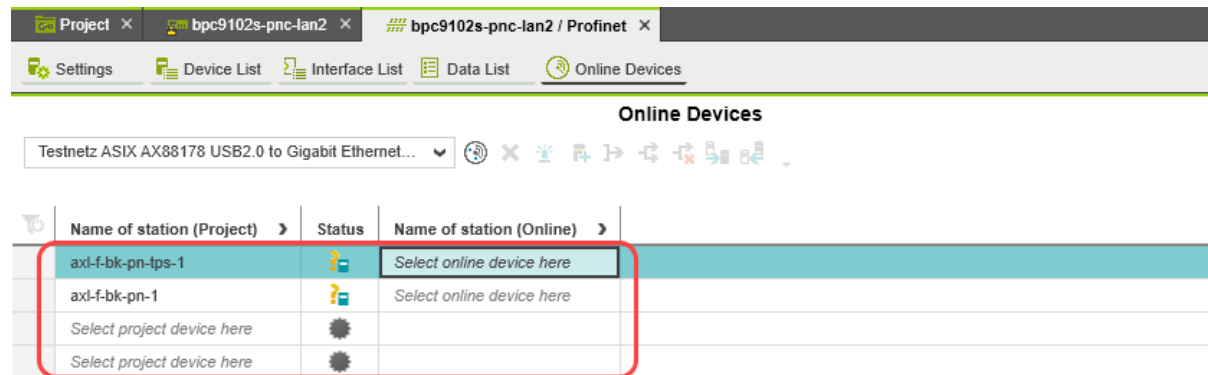 Project × bpc9102s-pnc-lan2 × bpc9102s-pnc-lan2 / Profinet ×
Settings Device List Interface List Data List Online Devices
Online Devices
Testnetz ASIX AX88178 USB2.0 to Gigabit Ethernet...
Name of station (Project) Status Name of station (Online)
axl-f-bk-pn-tps-1 Select online device here
axl-f-bk-pn-1 Select online device here
Select project device here
Select project device here